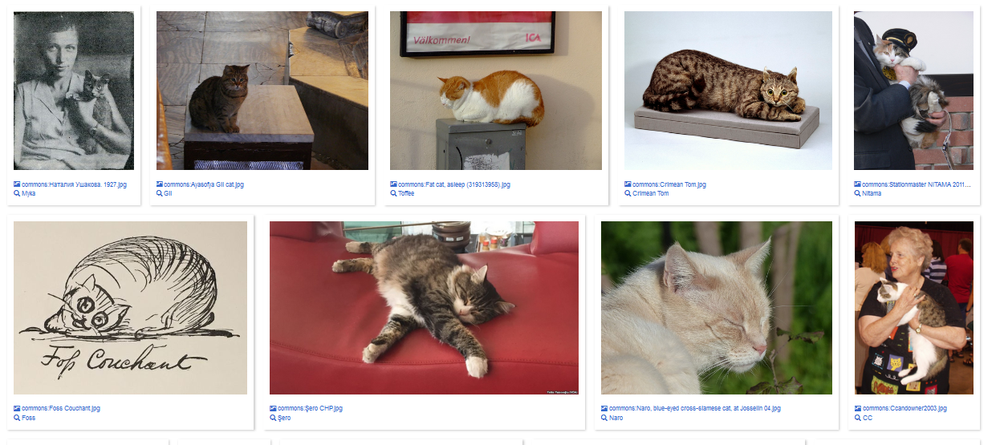 Välkommen! ICA
commons:Наталия Ушакова. 1927.jpg
Мука
commons:Ayasofya Gli cat.jpg
Gli
commons:Fat cat, asleep (319313958).jpg
Toffee
commons:Crimean Tom.jpg
Crimean Tom
commons:Stationmaster NITAMA 2011...
Nitama
Fofs Couchant
commons:Foss Couchant.jpg
Foss
commons:Şero CHP.jpg
Şero
commons:Naro, blue-eyed cross-siamese cat, at Josselin 04.jpg
Naro
commons:Ccandowner2003.jpg
CC